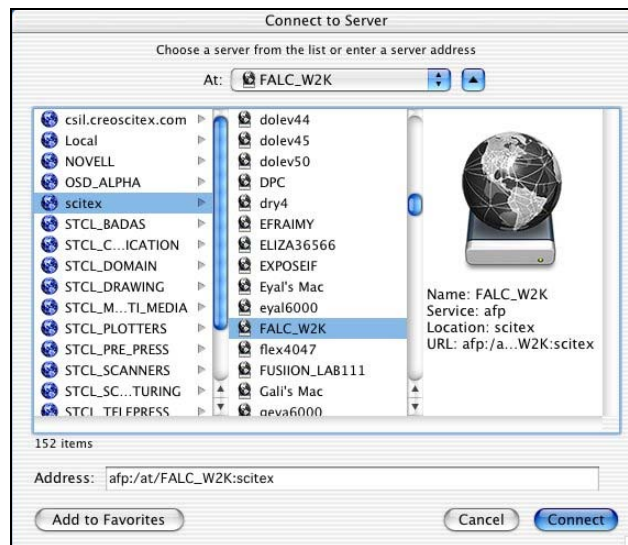 Connect to Server
Choose a server from the list or enter a server address
At: FALC_W2K
csil.creoscitex.com
Local
NOVELL
OSD_ALPHA
scitex
STCL_BADAS
STCL_C...ICATION
STCL_DOMAIN
STCL_DRAWING
STCL_M...TI_MEDIA
STCL_PLOTTERS
STCL_PRE_PRESS
STCL_SCANNERS
STCL_SC...TURING
STCL_TELEPRESS
dolev44
dolev45
dolev50
DPC
dry4
EFRAIMY
ELIZA36566
EXPOSEIF
Eyal's Mac
eyal6000
FALC_W2K
flex4047
FUSIION_LAB111
Gali's Mac
geva6000
Name: FALC_W2K
Service: afp
Location: scitex
URL: afp:/a...W2K:scitex
152 items
Address: afp:/at/FALC_W2K:scitex
Add to Favorites
Cancel
Connect